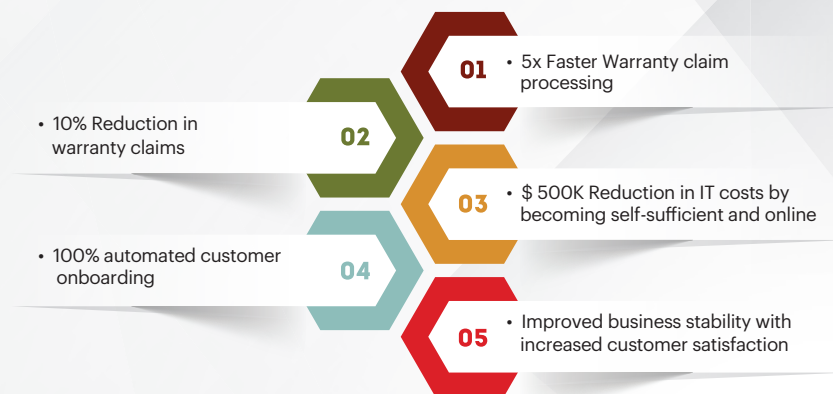 01
• 5x Faster Warranty claim
processing
02
• 10% Reduction in
warranty claims
03
• $ 500K Reduction in IT costs by
becoming self-sufficient and online
04
• 100% automated customer
onboarding
05
• Improved business stability with
increased customer satisfaction